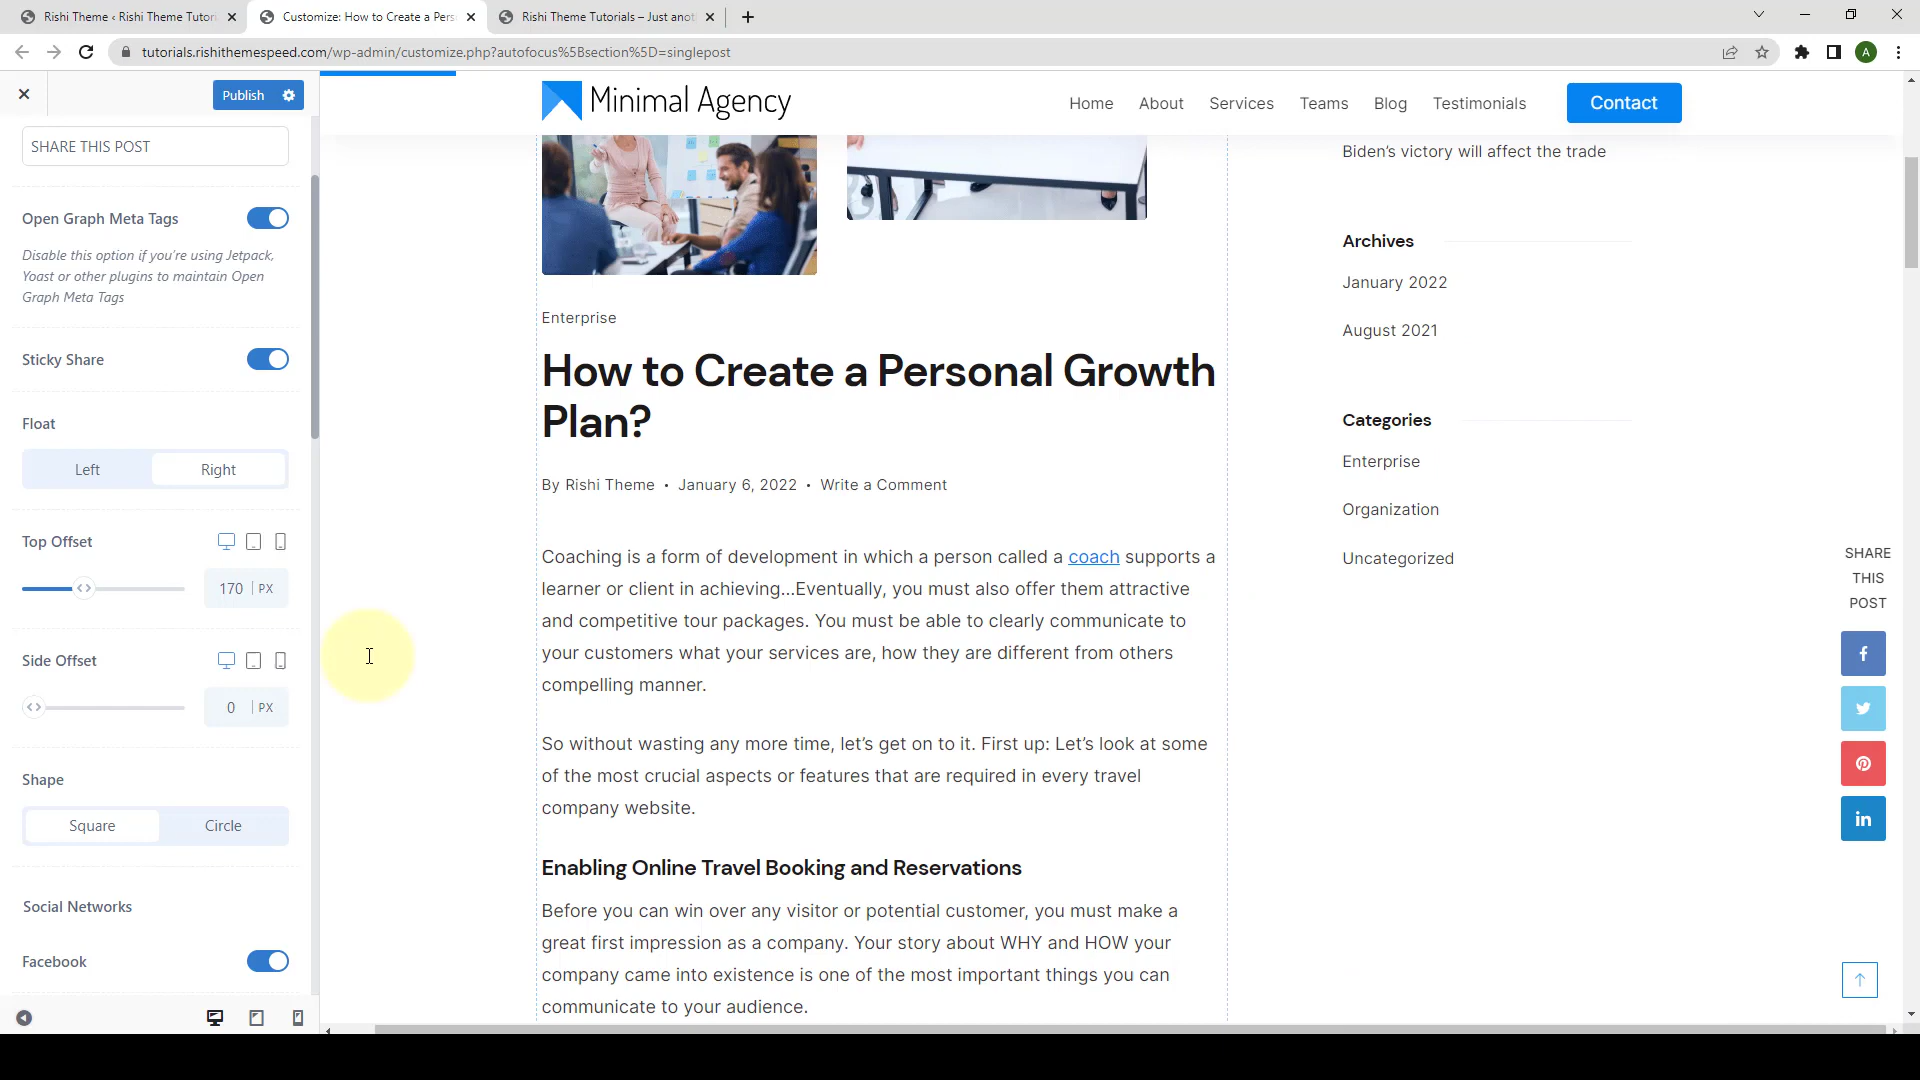 Rishi Theme ‹ Rishi Theme Tutori
Customize: How to Create a Pers
Rishi Theme Tutorials – Just anot
tutorials.rishithemespeed.com/wp-admin/customize.php?autofocus%5Bsection%5D=singlepost
A
Publish
SHARE THIS POST
Open Graph Meta Tags
Disable this option if you're using Jetpack,
Yoast or other plugins to maintain Open
Graph Meta Tags
Sticky Share
Float
Left
Right
Top Offset
170 PX
Side Offset
0 PX
Shape
Square
Circle
Social Networks
Facebook
Minimal Agency
Home
About
Services
Teams
Blog
Testimonials
Contact
Enterprise
How to Create a Personal Growth
Plan?
By Rishi Theme • January 6, 2022 • Write a Comment
Coaching is a form of development in which a person called a coach supports a
learner or client in achieving…Eventually, you must also offer them attractive
and competitive tour packages. You must be able to clearly communicate to
your customers what your services are, how they are different from others
compelling manner.
So without wasting any more time, let’s get on to it. First up: Let’s look at some
of the most crucial aspects or features that are required in every travel
company website.
Enabling Online Travel Booking and Reservations
Before you can win over any visitor or potential customer, you must make a
great first impression as a company. Your story about WHY and HOW your
company came into existence is one of the most important things you can
communicate to your audience.
Biden’s victory will affect the trade
Archives
January 2022
August 2021
Categories
Enterprise
Organization
Uncategorized
SHARE
THIS
POST